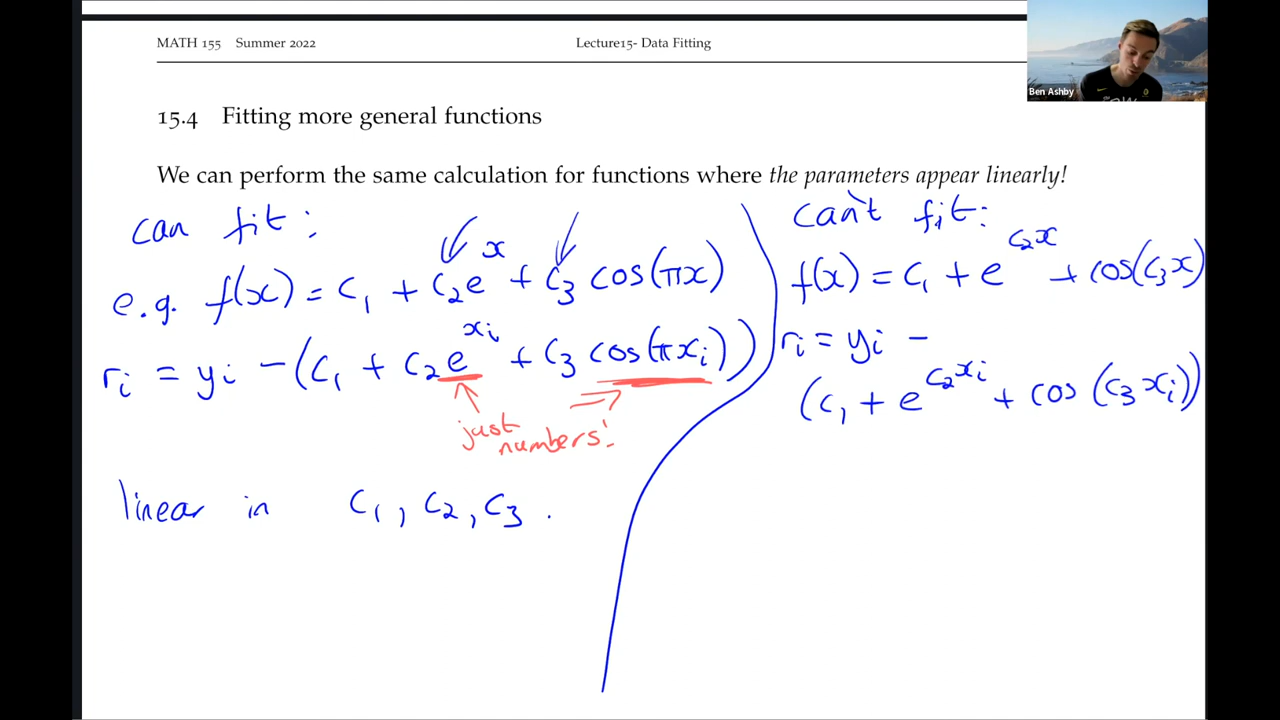 MATH 155 Summer 2022 Lecture15- Data Fitting
Ben Ashby
15.4 Fitting more general functions
We can perform the same calculation for functions where the parameters appear linearly!
can fit:
e.g. f(x) = c₁ + c₂e^x + c₃ cos(πx)
rᵢ = yᵢ - (c₁ + c₂e^xᵢ + c₃ cos(πxᵢ))
just
numbers!
linear in c₁, c₂, c₃.
can't fit:
f(x) = c₁ + e^c₂x + cos(c₃x)
rᵢ = yᵢ -
(c₁ + e^c₂xᵢ + cos(c₃xᵢ))